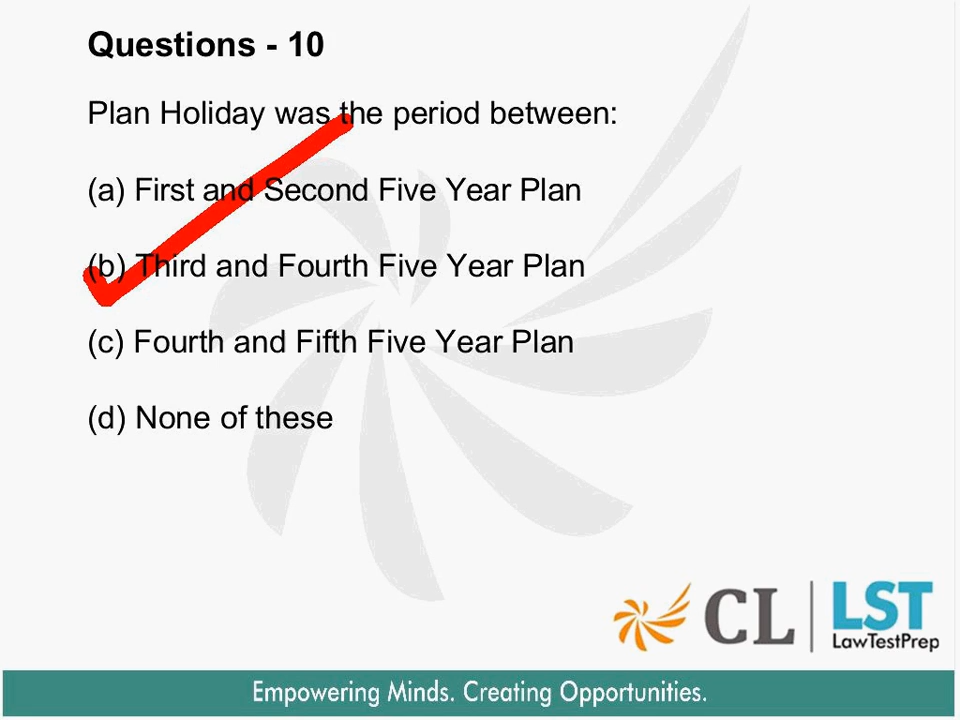 Questions - 10
Plan Holiday was the period between:
(a) First and Second Five Year Plan
(b) Third and Fourth Five Year Plan
(c) Fourth and Fifth Five Year Plan
(d) None of these
CL | LST
LawTestPrep
Empowering Minds. Creating Opportunities.